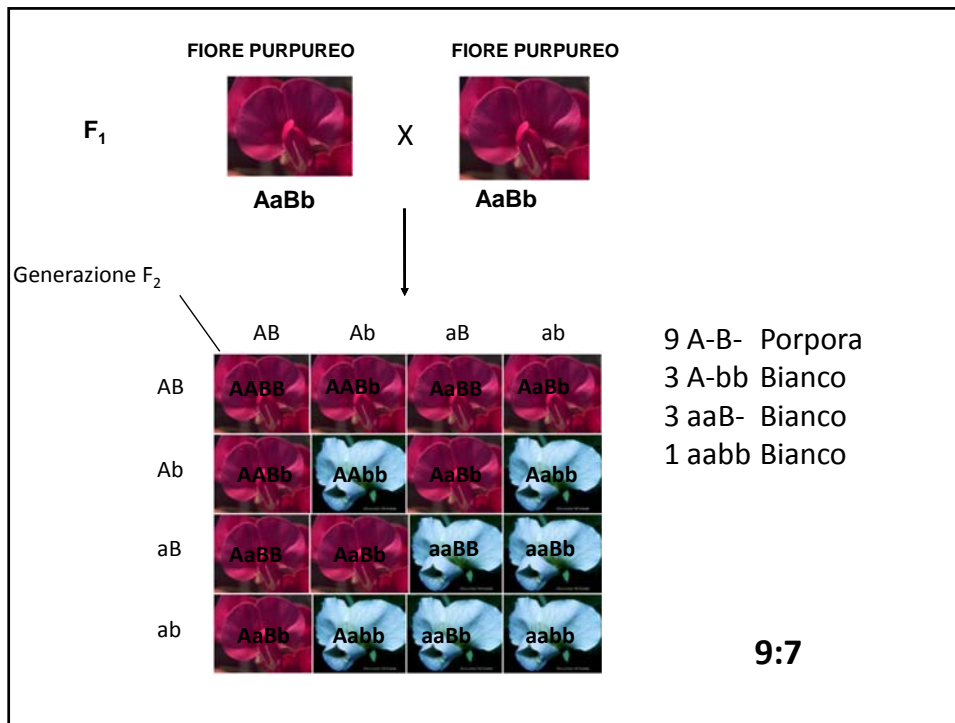 FIORE PURPUREO FIORE PURPUREO
F1 X
AaBb AaBb
Generazione F2
AB Ab aB ab
AB AABB AABb AaBB AaBb
Ab AABb AAbb AaBb Aabb
aB AaBB AaBb aaBB aaBb
ab AaBb Aabb aaBb aabb
9 A-B- Porpora
3 A-bb Bianco
3 aaB- Bianco
1 aabb Bianco
9:7